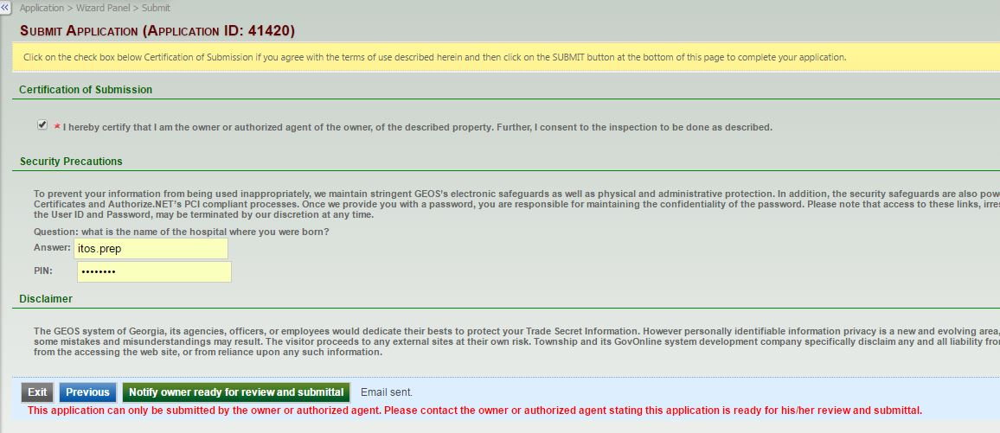 Application > Wizard Panel > Submit
Submit Application (Application ID: 41420)
Click on the check box below Certification of Submission if you agree with the terms of use described herein and then click on the SUBMIT button at the bottom of this page to complete your application.
Certification of Submission
* I hereby certify that I am the owner or authorized agent of the owner, of the described property. Further, I consent to the inspection to be done as described.
Security Precautions
To prevent your information from being used inappropriately, we maintain stringent GEOS's electronic safeguards as well as physical and administrative protection. In addition, the security safeguards are also pow
Certificates and Authorize.NET's PCI compliant processes. Once we provide you with a password, you are responsible for maintaining the confidentiality of the password. Please note that access to these links, irres
the User ID and Password, may be terminated by our discretion at any time.
Question: what is the name of the hospital where you were born?
Answer: itos.prep
PIN: ••••••••
Disclaimer
The GEOS system of Georgia, its agencies, officers, or employees would dedicate their bests to protect your Trade Secret Information. However personally identifiable information privacy is a new and evolving area,
some mistakes and misunderstandings may result. The visitor proceeds to any external sites at their own risk. Township and its GovOnline system development company specifically disclaim any and all liability fro
from the accessing the web site, or from reliance upon any such information.
Exit Previous Notify owner ready for review and submittal Email sent.
This application can only be submitted by the owner or authorized agent. Please contact the owner or authorized agent stating this application is ready for his/her review and submittal.